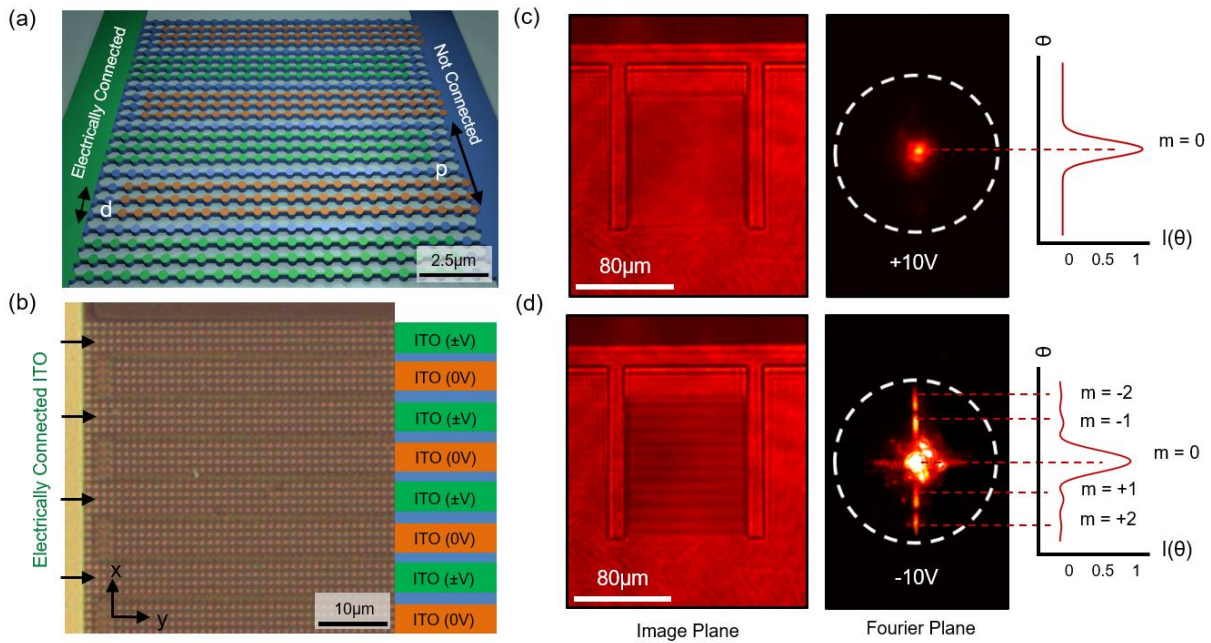 (a)
Electrically Connected
Not Connected
d
p
2.5µm
(b)
Electrically Connected ITO
x
y
10µm
ITO (±V)
ITO (0V)
ITO (±V)
ITO (0V)
ITO (±V)
ITO (0V)
ITO (±V)
ITO (0V)
(c)
80µm
+10V
θ
m = 0
I(θ)
0 0.5 1
(d)
80µm
-10V
θ
m = -2
m = -1
m = 0
m = +1
m = +2
I(θ)
0 0.5 1
Image Plane
Fourier Plane